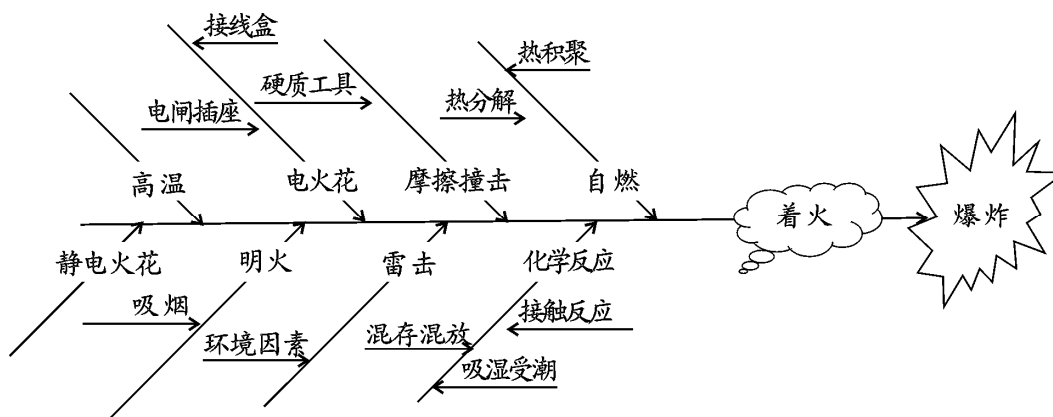 接线盒
热积聚
硬质工具
电闸插座
热分解
高温
电火花
摩擦撞击
自燃
着火
爆炸
静电火花
明火
雷击
化学反应
吸烟
接触反应
环境因素
混存混放
吸湿受潮